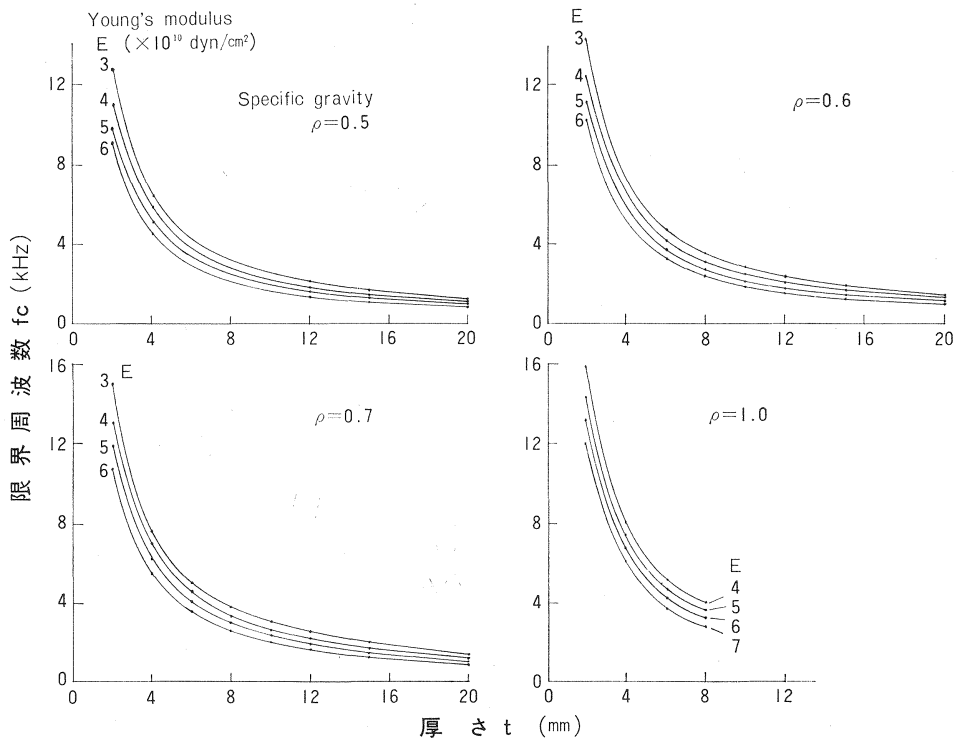 Young's modulus
E (×10¹⁰ dyn/cm²)
3
4
5
6
12
8
4
0
Specific gravity
ρ=0.5
0 4 8 12 16 20
E
3
4
5
6
12
8
4
0
ρ=0.6
0 4 8 12 16 20
限界周波数 fc (kHz)
16
12
8
4
0
E
3
4
5
6
ρ=0.7
0 4 8 12 16 20
16
12
8
4
0
ρ=1.0
E
4
5
6
7
0 4 8 12
厚さt (mm)